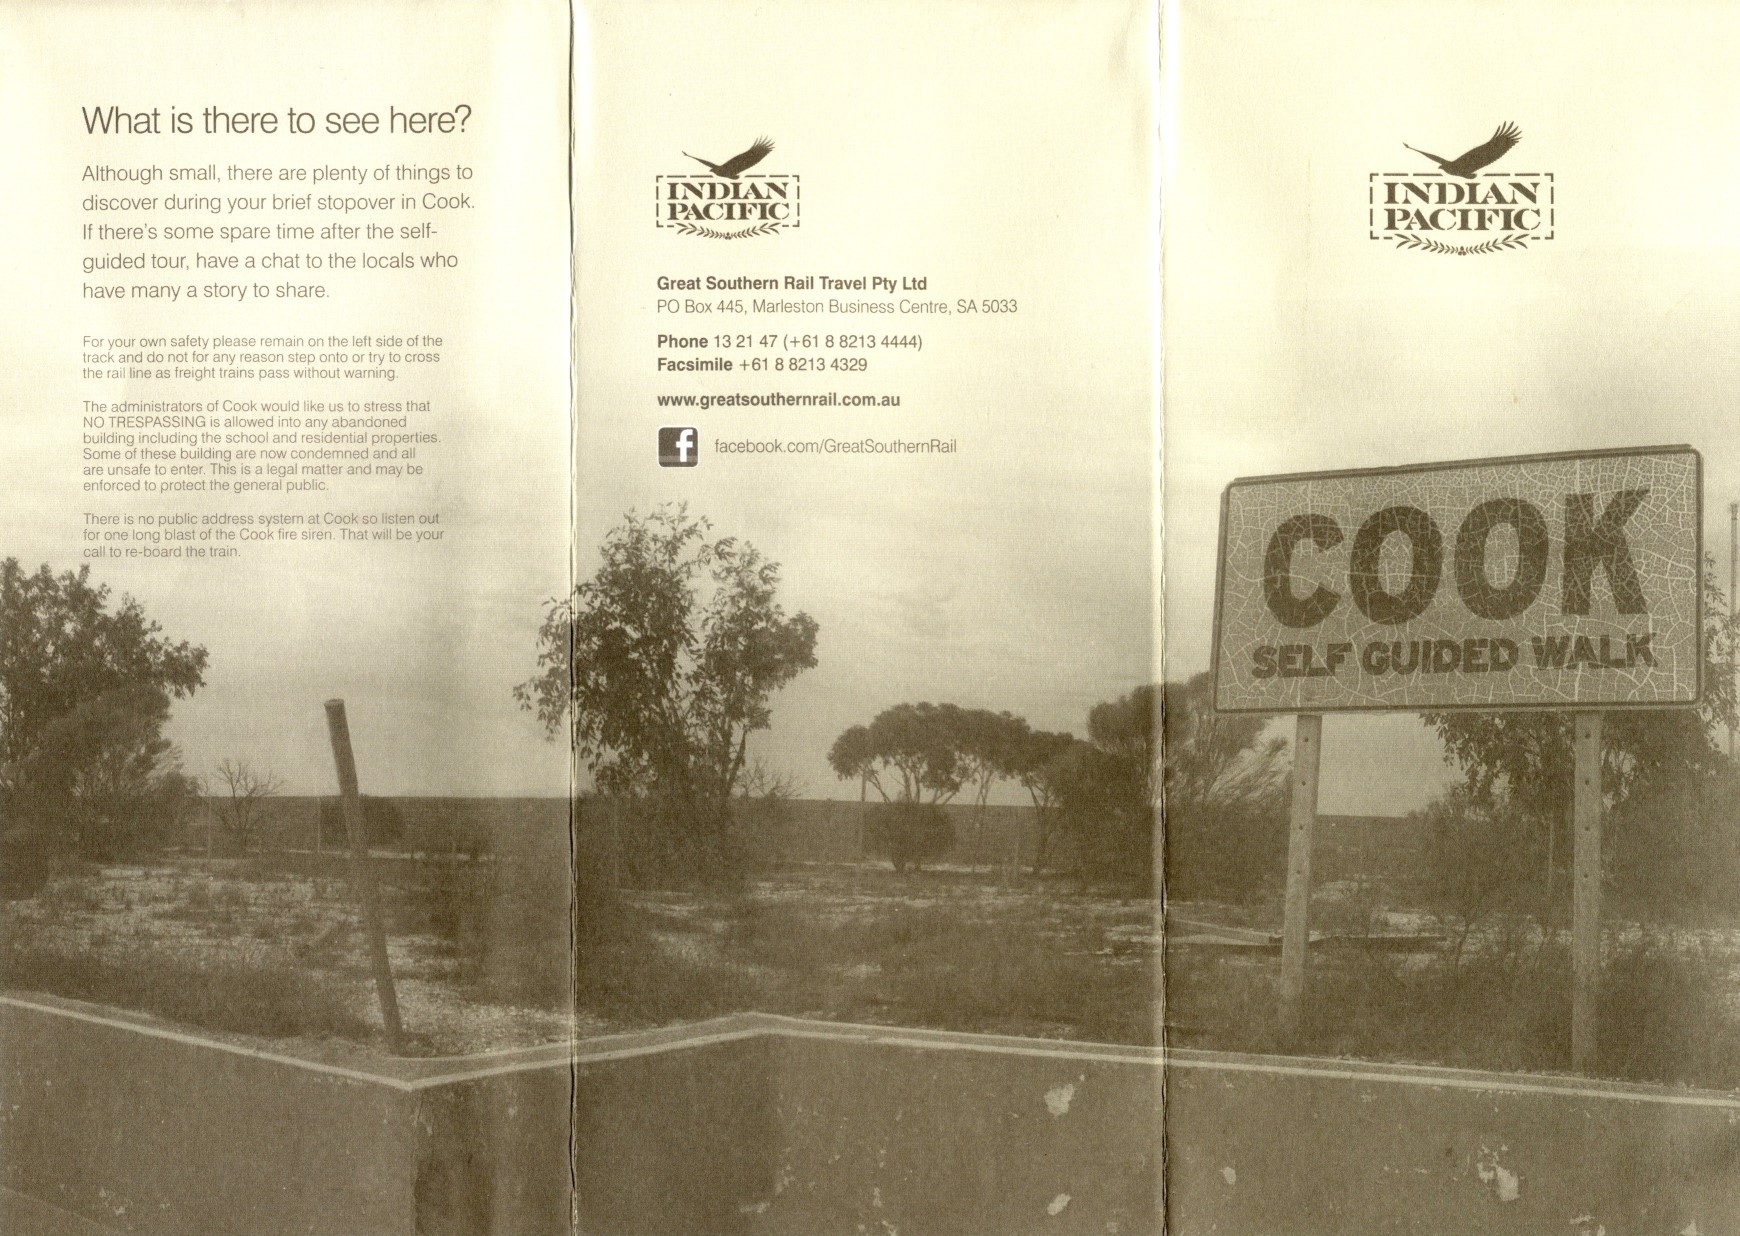 What is there to see here?
Although small, there are plenty of things to
discover during your brief stopover in Cook.
If there's some spare time after the self-
guided tour, have a chat to the locals who
have many a story to share.
For your own safety please remain on the left side of the
track and do not for any reason step onto or try to cross
the rail line as freight trains pass without warning.
The administrators of Cook would like us to stress that
NO TRESPASSING is allowed into any abandoned
building including the school and residential properties.
Some of these building are now condemned and all
are unsafe to enter. This is a legal matter and may be
enforced to protect the general public.
There is no public address system at Cook so listen out
for one long blast of the Cook fire siren. That will be your
call to re-board the train.
INDIAN
PACIFIC
Great Southern Rail Travel Pty Ltd
PO Box 445, Marleston Business Centre, SA 5033
Phone 13 21 47 (+61 8 8213 4444)
Facsimile +61 8 8213 4329
www.greatsouthernrail.com.au
f facebook.com/GreatSouthernRail
INDIAN
PACIFIC
COOK
SELF GUIDED WALK